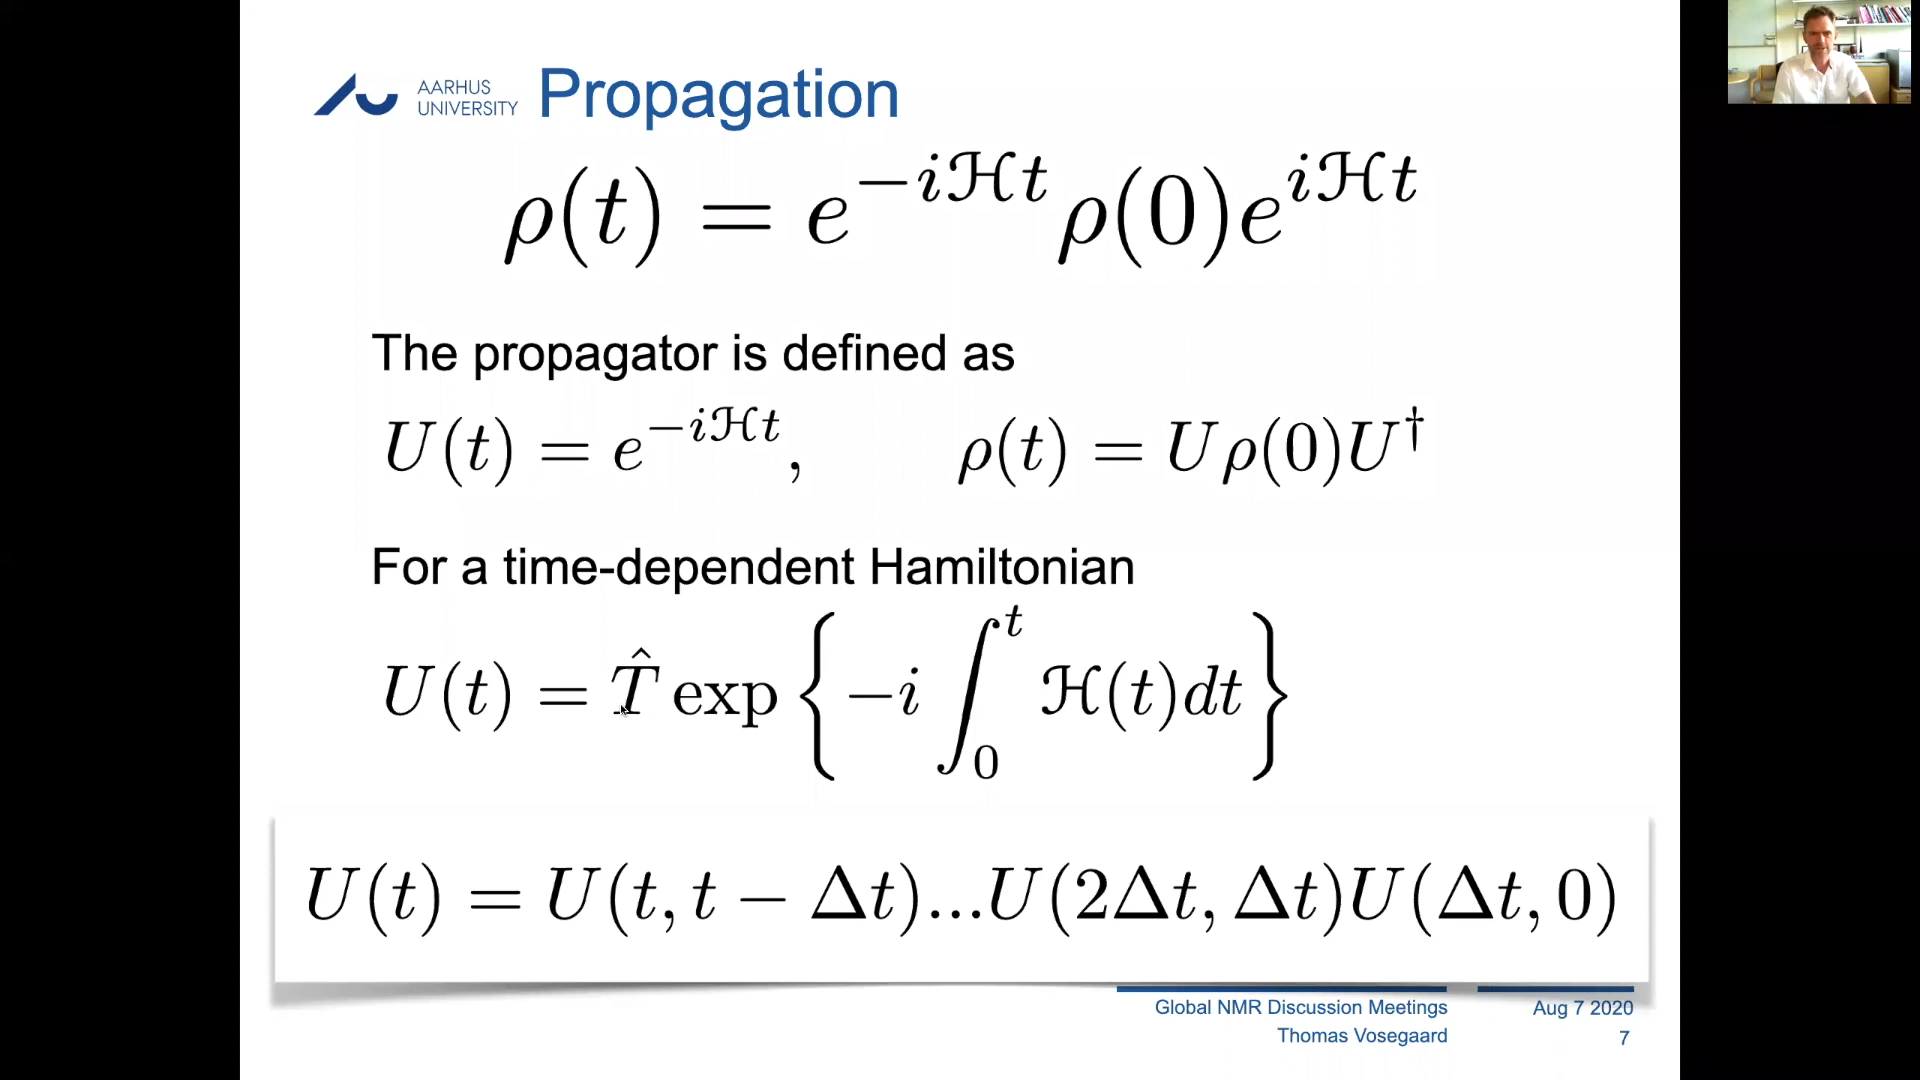 AARHUS
UNIVERSITY
Propagation
ρ(t) = e^{−iℋt}ρ(0)e^{iℋt}
The propagator is defined as
U(t) = e^{−iℋt}, ρ(t) = Uρ(0)U^†
For a time-dependent Hamiltonian
U(t) = T̂ exp{−i∫_0^t ℋ(t)dt}
U(t) = U(t, t − Δt)...U(2Δt, Δt)U(Δt, 0)
Global NMR Discussion Meetings Aug 7 2020
Thomas Vosegaard 7